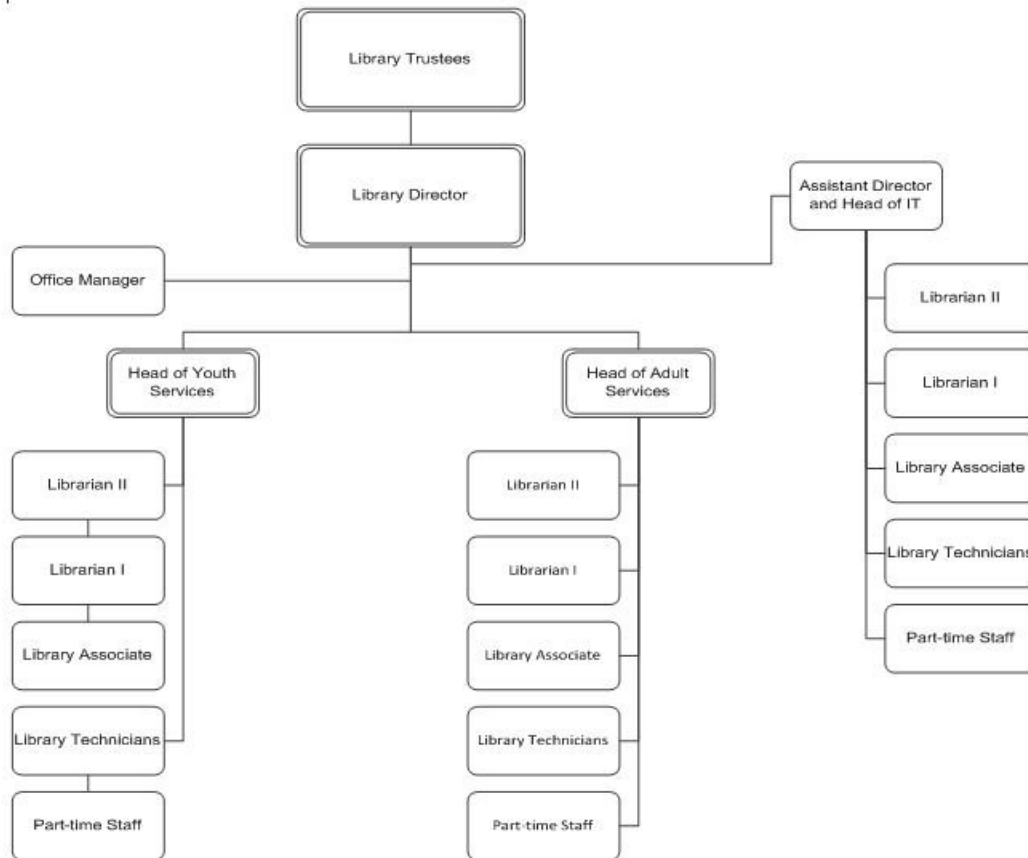 Library Trustees
Library Director
Assistant Director
and Head of IT
Office Manager
Librarian II
Librarian I
Library Associate
Library Technicians
Part-time Staff
Head of Youth
Services
Head of Adult
Services
Librarian II
Librarian I
Library Associate
Library Technicians
Part-time Staff
Librarian II
Librarian I
Library Associate
Library Technicians
Part-time Staff